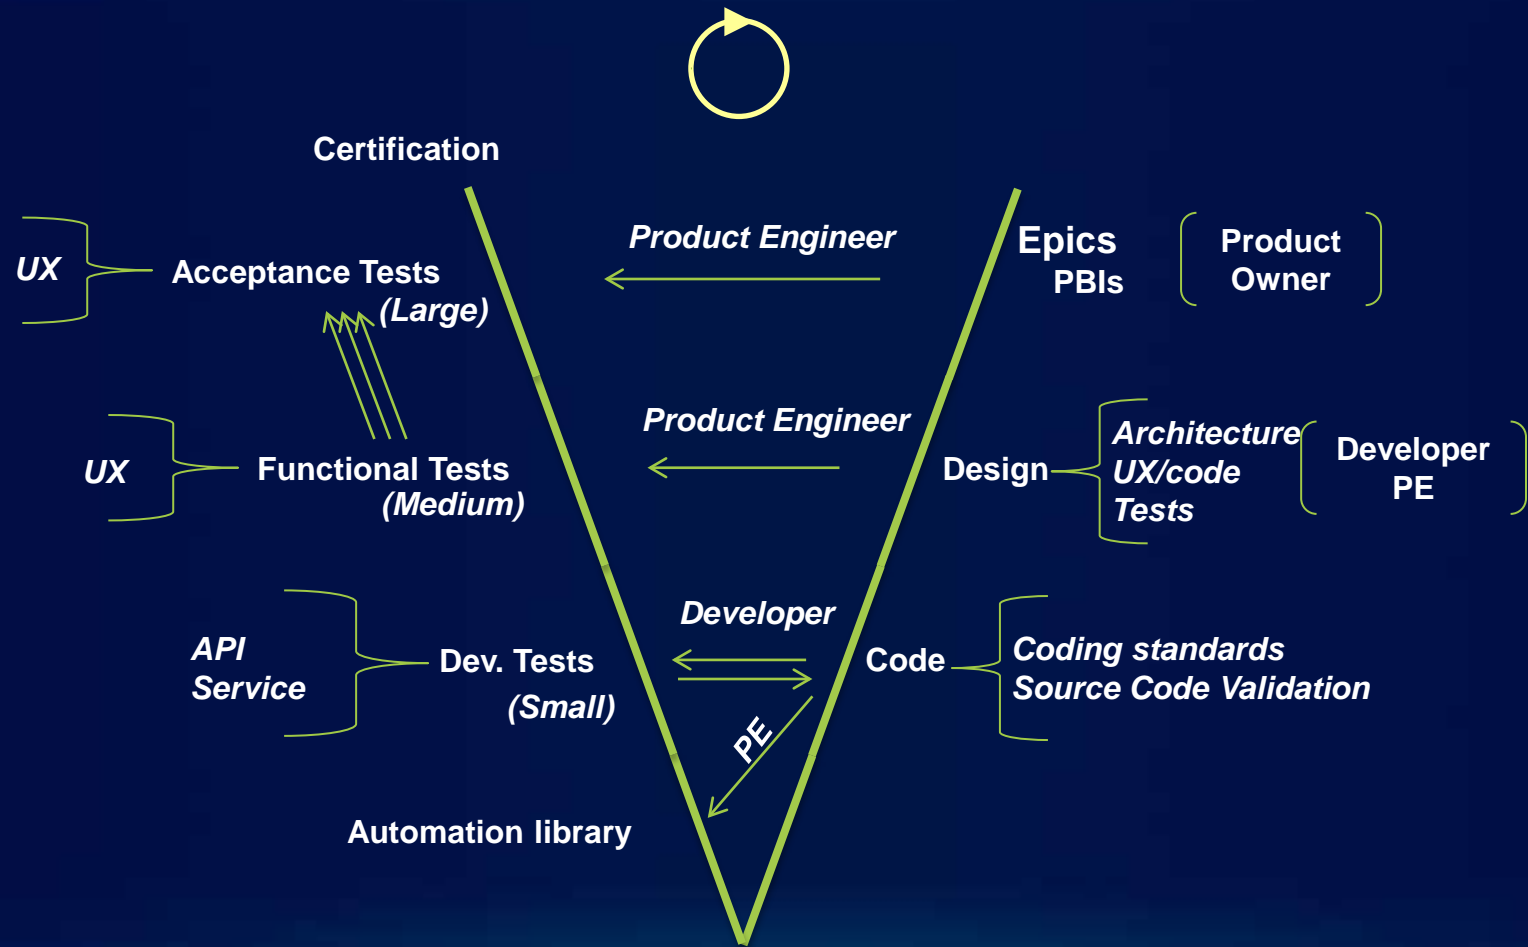 Certification
Product Engineer
Epics
PBIs
Product
Owner
UX
Acceptance Tests
(Large)
Product Engineer
UX
Functional Tests
(Medium)
Design
Architecture
UX/code
Tests
Developer
PE
Developer
API
Service
Dev. Tests
(Small)
Code
Coding standards
Source Code Validation
PE
Automation library